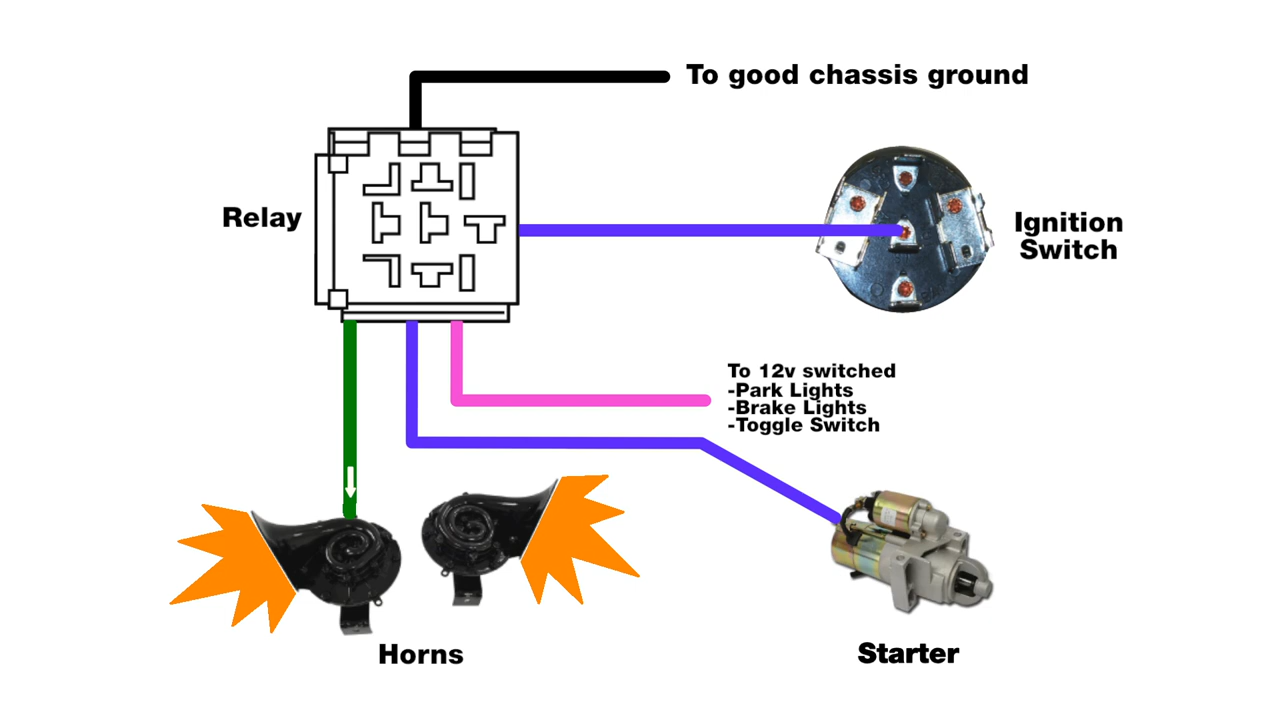 To good chassis ground
Relay
Ignition
Switch
To 12v switched
-Park Lights
-Brake Lights
-Toggle Switch
Horns
Starter